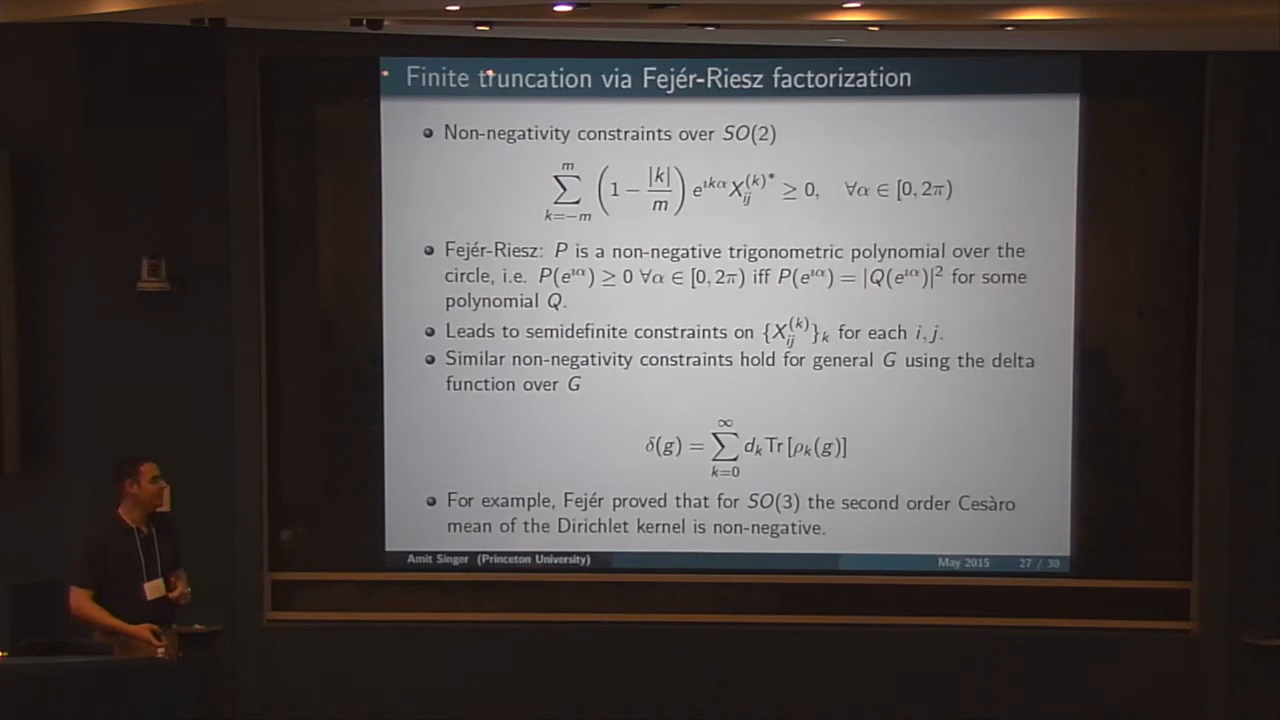 Finite truncation via Fejér-Riesz factorization
Non-negativity constraints over SO(2)
∑_{k=-m}^{m} (1 − |k|/m) e^{ıkα} X_{ij}^{(k)*} ≥ 0, ∀α ∈ [0, 2π)
Fejér-Riesz: P is a non-negative trigonometric polynomial over the
circle, i.e. P(e^{ıα}) ≥ 0 ∀α ∈ [0, 2π) iff P(e^{ıα}) = |Q(e^{ıα})|² for some
polynomial Q.
Leads to semidefinite constraints on {X_{ij}^{(k)}}_k for each i, j.
Similar non-negativity constraints hold for general G using the delta
function over G
δ(g) = ∑_{k=0}^{∞} d_k Tr [ρ_k(g)]
For example, Fejér proved that for SO(3) the second order Cesàro
mean of the Dirichlet kernel is non-negative.
Amit Singer (Princeton University) May 2015 27 / 30